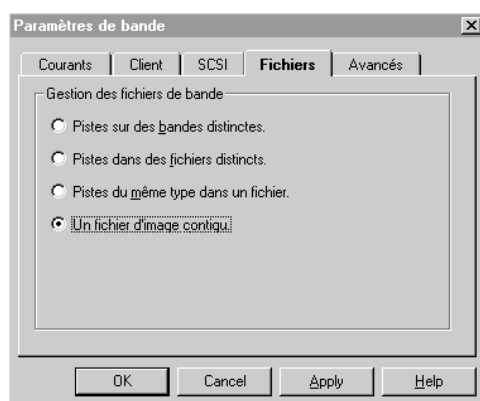 Paramètres de bande
Courants Client SCSI Fichiers Avancés
Gestion des fichiers de bande
Pistes sur des bandes distinctes.
Pistes dans des fichiers distincts.
Pistes du même type dans un fichier.
Un fichier d'image contigu.
OK Cancel Apply Help